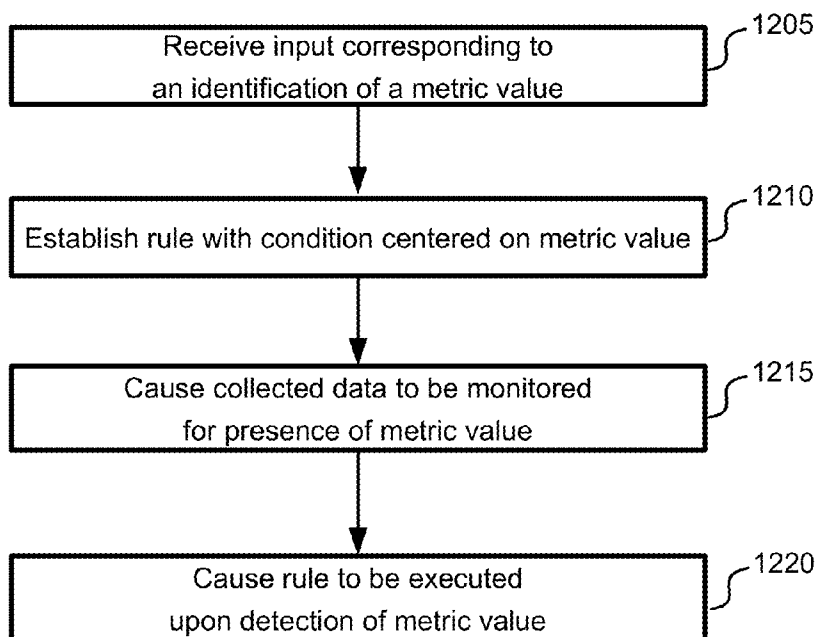 1205
Receive input corresponding to
an identification of a metric value
1210
Establish rule with condition centered on metric value
1215
Cause collected data to be monitored
for presence of metric value
1220
Cause rule to be executed
upon detection of metric value